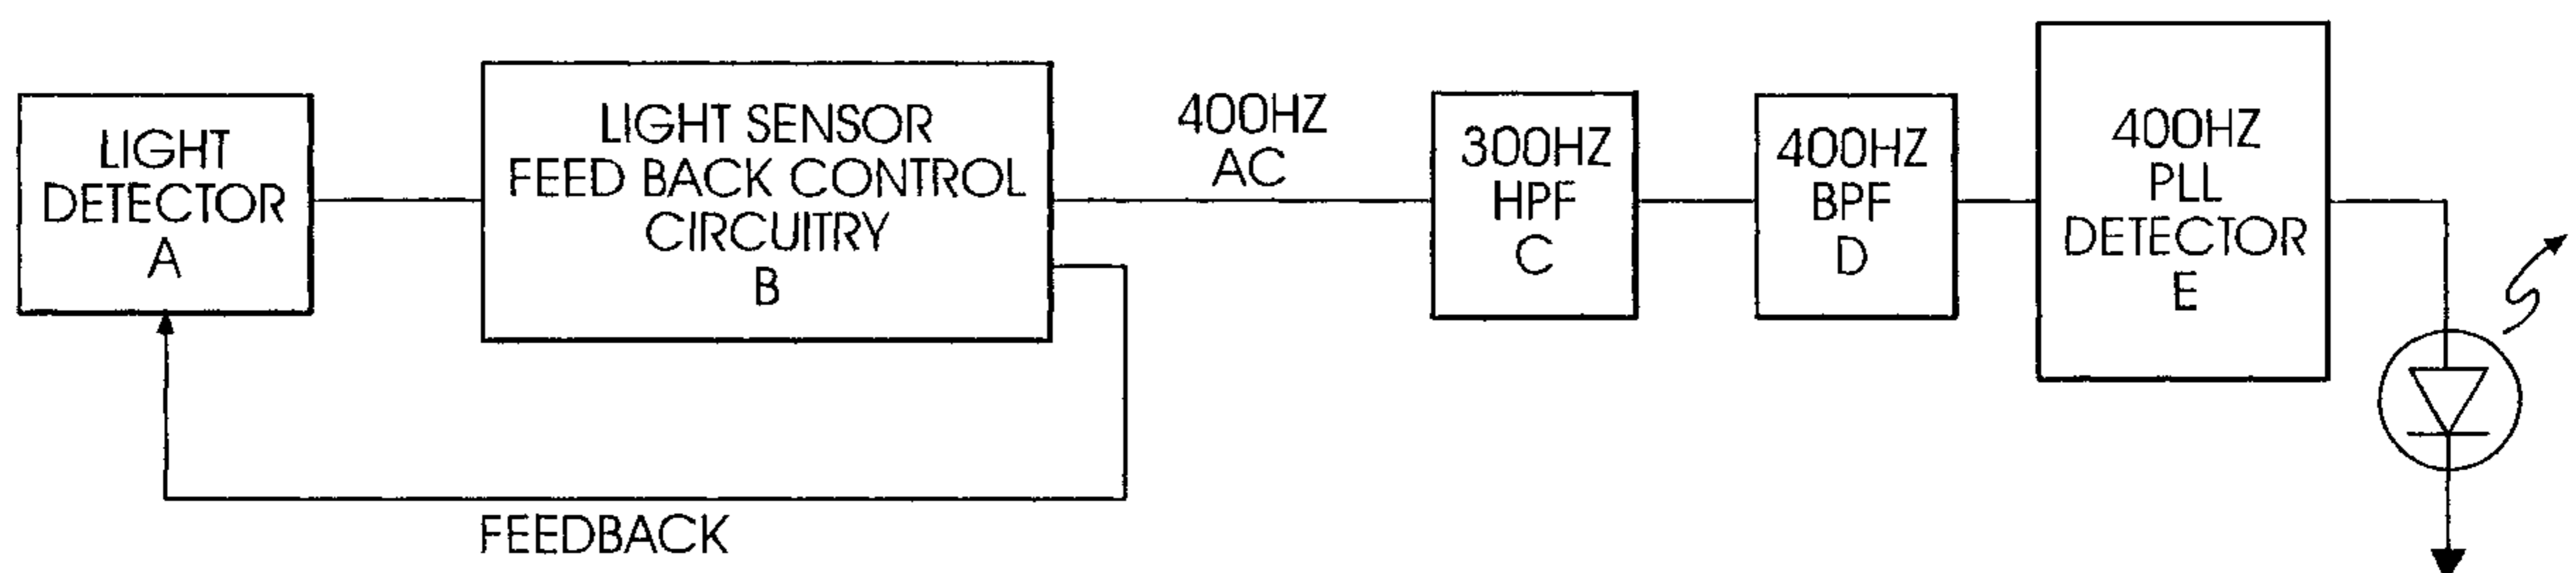 LIGHT
DETECTOR
A
LIGHT SENSOR
FEED BACK CONTROL
CIRCUITRY
B
400HZ
AC
300HZ
HPF
C
400HZ
BPF
D
400HZ
PLL
DETECTOR
E
FEEDBACK